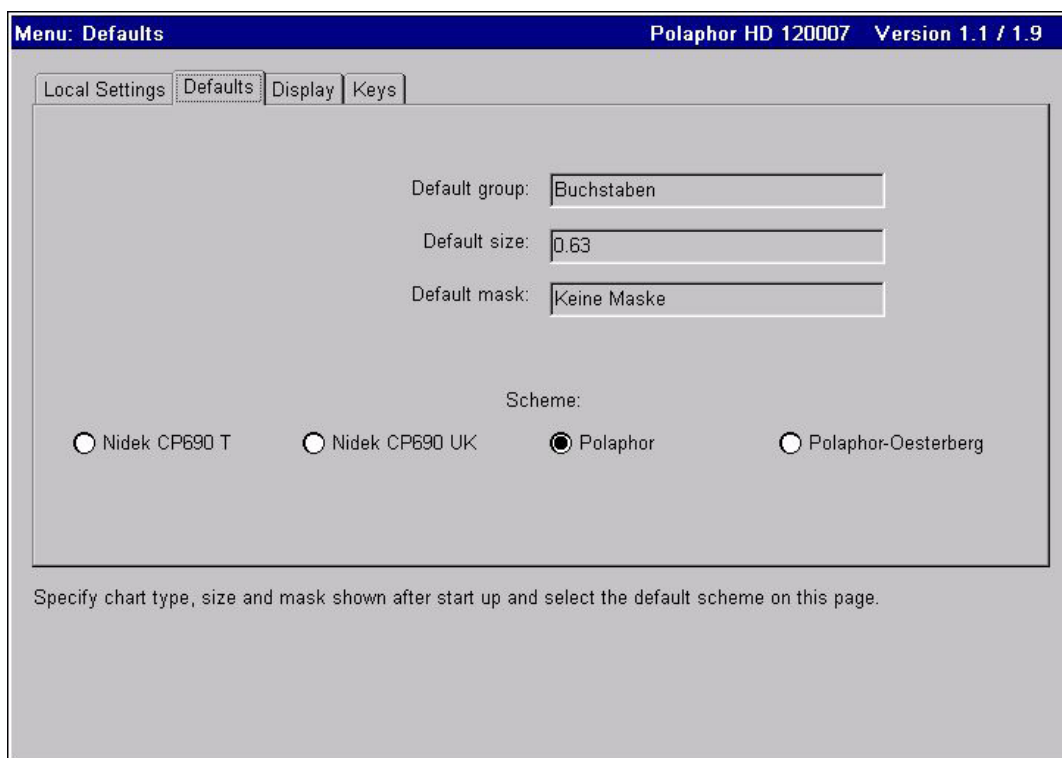 Menu: Defaults Polaphor HD 120007 Version 1.1 / 1.9
Local Settings Defaults Display Keys
Default group: Buchstaben
Default size: 0.63
Default mask: Keine Maske
Scheme:
Nidek CP690 T Nidek CP690 UK Polaphor Polaphor-Oesterberg
Specify chart type, size and mask shown after start up and select the default scheme on this page.